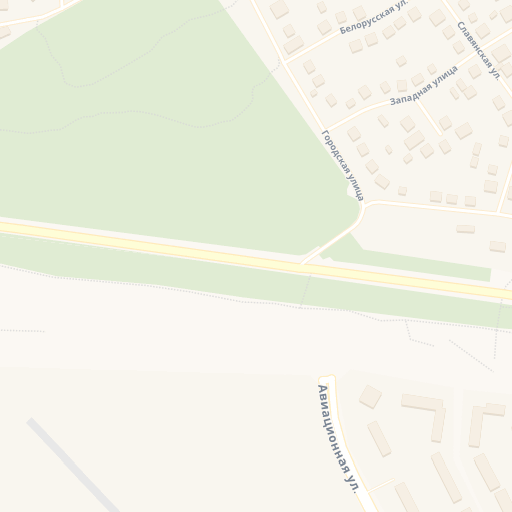 Белорусская ул.
Славянская ул.
Западная улица
Городская улица
Авиационная ул.